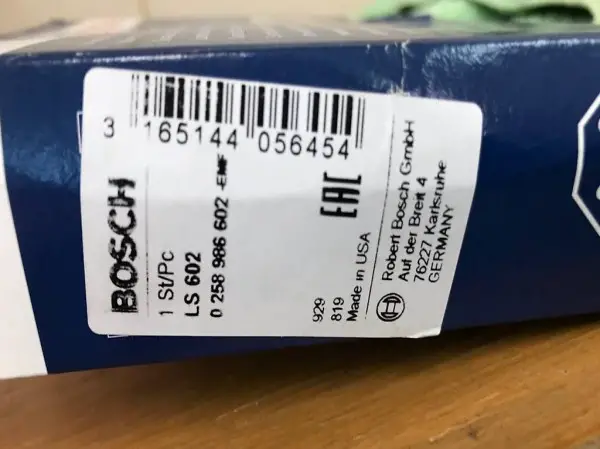 3 165144 056454
BOSCH
1 St/Pc
LS 602
0 258 986 602 -EMF
EAC
929
819
Made in USA
Robert Bosch GmbH
Auf der Breit 4
76227 Karlsruhe
GERMANY